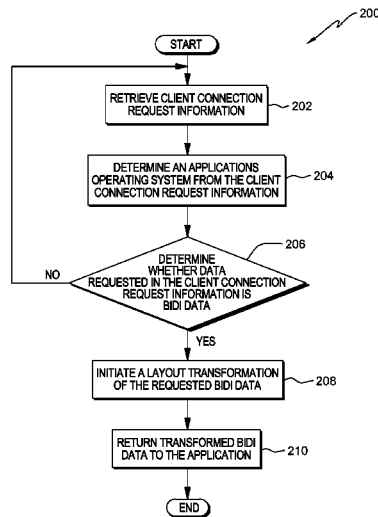 200
START
RETRIEVE CLIENT CONNECTION
REQUEST INFORMATION
202
DETERMINE AN APPLICATIONS
OPERATING SYSTEM FROM THE CLIENT
CONNECTION REQUEST INFORMATION
204
206
DETERMINE
WHETHER DATA
REQUESTED IN THE CLIENT CONNECTION
REQUEST INFORMATION IS
BIDI DATA
NO
YES
INITIATE A LAYOUT TRANSFORMATION
OF THE REQUESTED BIDI DATA
208
RETURN TRANSFORMED BIDI
DATA TO THE APPLICATION
210
END